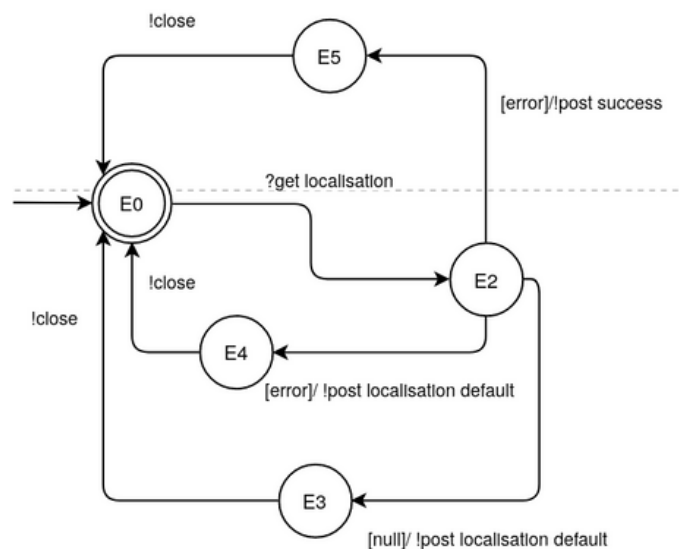 !close
E5
[error]/!post success
?get localisation
E0
!close
E2
!close
E4
[error]/ !post localisation default
E3
[null]/ !post localisation default